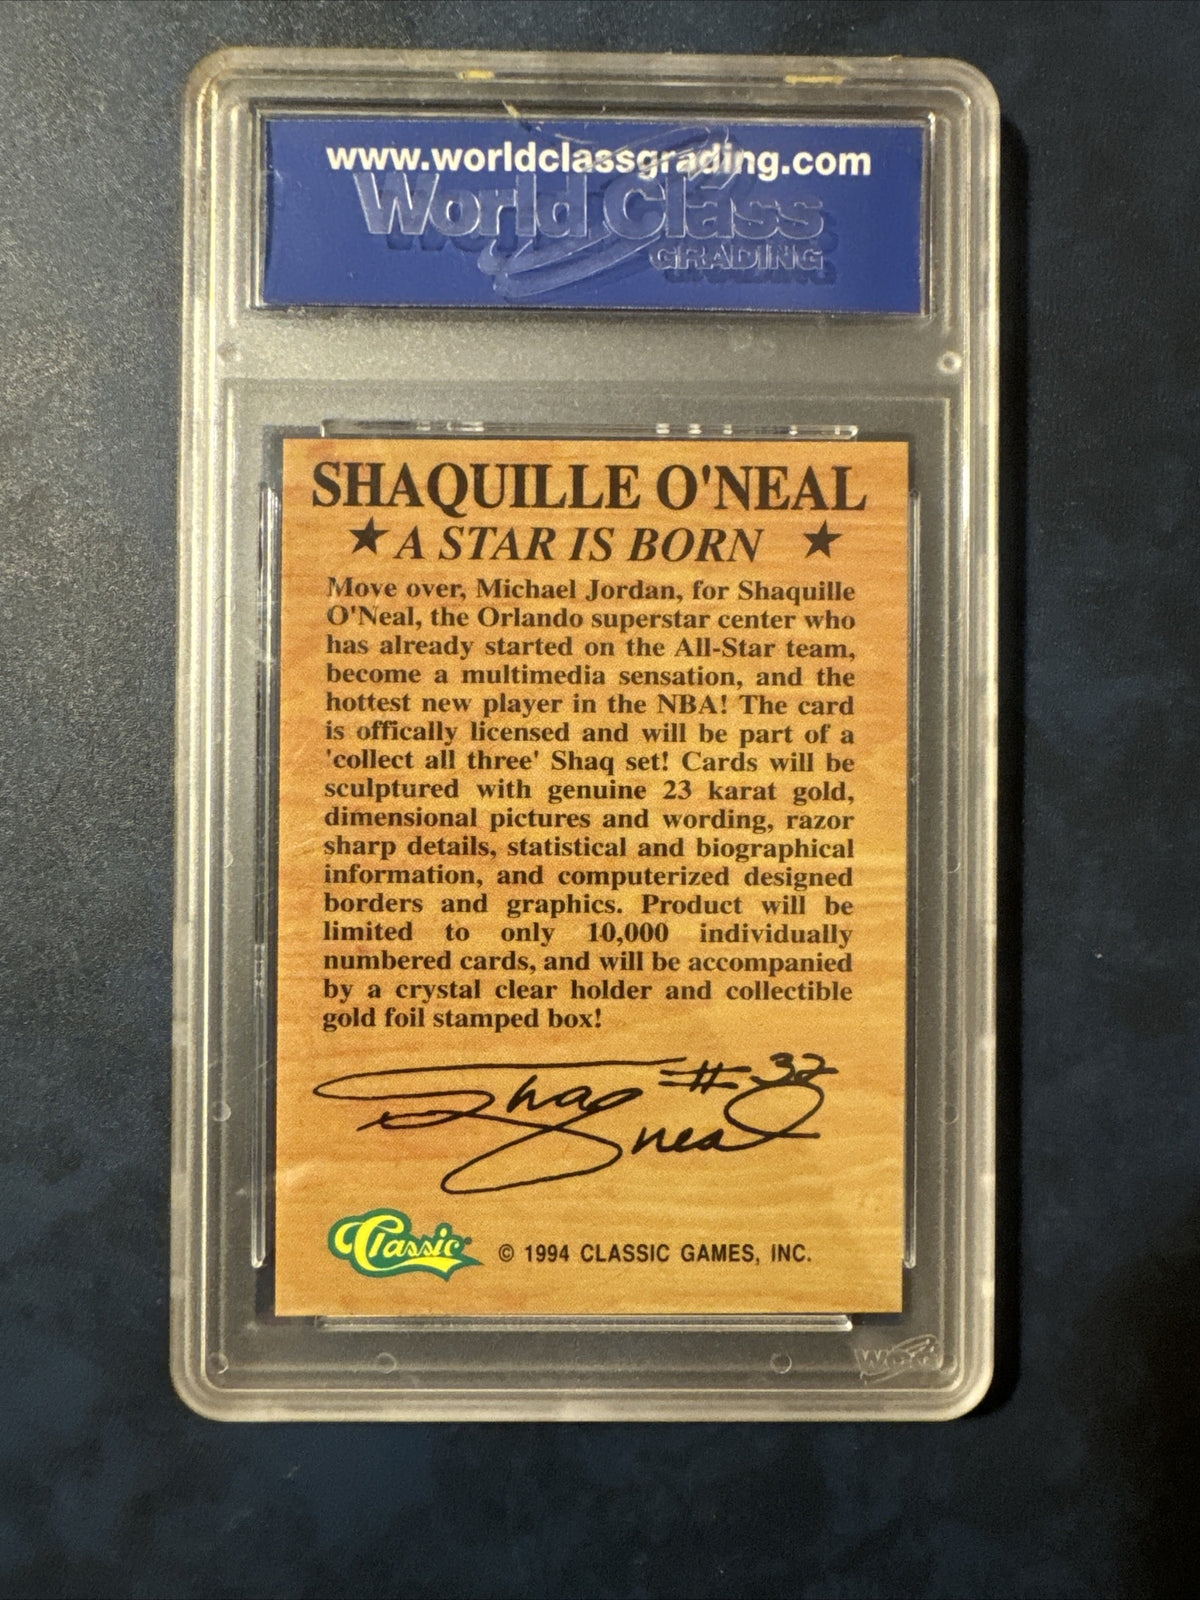 www.worldclassgrading.com
World Class
GRADING
SHAQUILLE O'NEAL
★ A STAR IS BORN ★
Move over, Michael Jordan, for Shaquille
O'Neal, the Orlando superstar center who
has already started on the All-Star team,
become a multimedia sensation, and the
hottest new player in the NBA! The card
is offically licensed and will be part of a
'collect all three' Shaq set! Cards will be
sculptured with genuine 23 karat gold,
dimensional pictures and wording, razor
sharp details, statistical and biographical
information, and computerized designed
borders and graphics. Product will be
limited to only 10,000 individually
numbered cards, and will be accompanied
by a crystal clear holder and collectible
gold foil stamped box!
Shaq #32
Oneal
Classic © 1994 CLASSIC GAMES, INC.
WCG